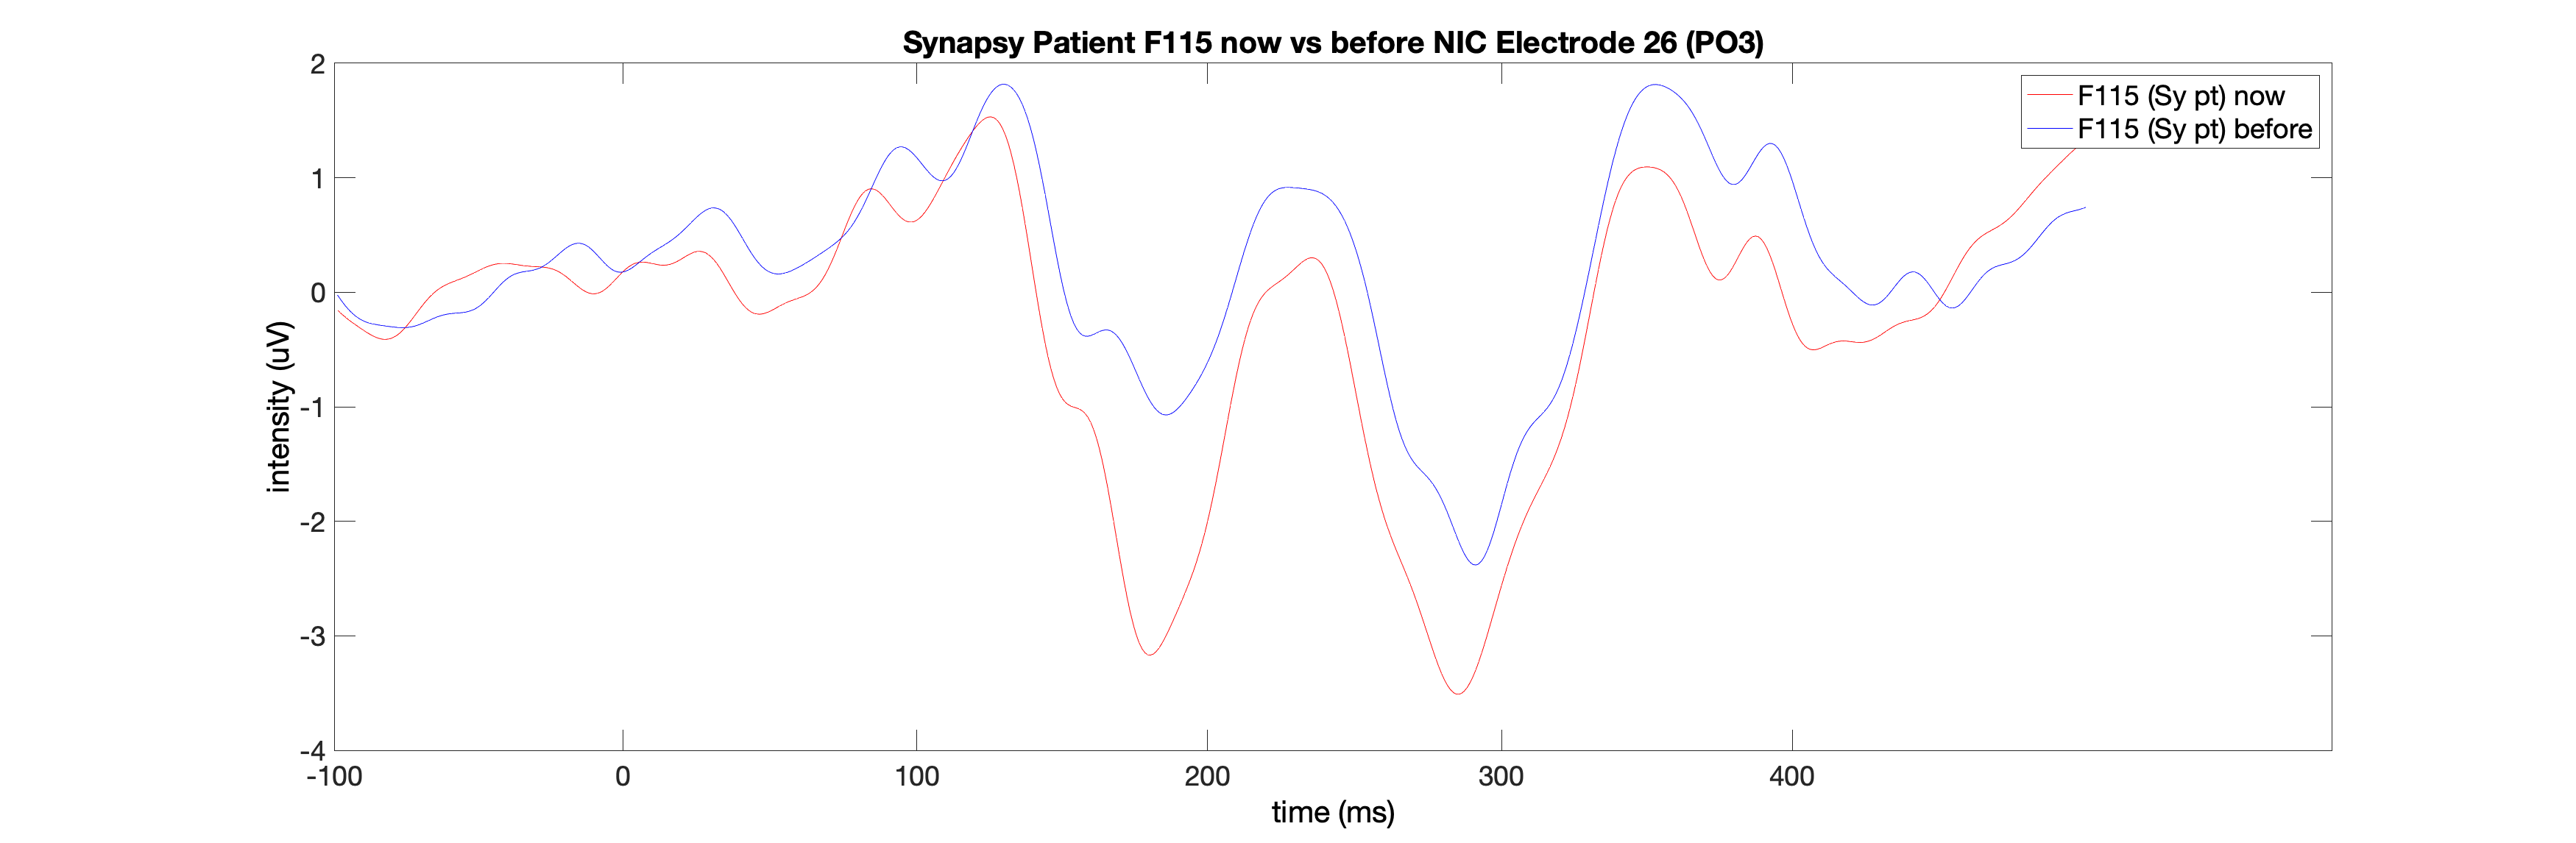 Synapsy Patient F115 now vs before NIC Electrode 26 (PO3)
F115 (Sy pt) now
F115 (Sy pt) before
intensity (uV)
2
1
0
-1
-2
-3
-4
-100 0 100 200 300 400
time (ms)